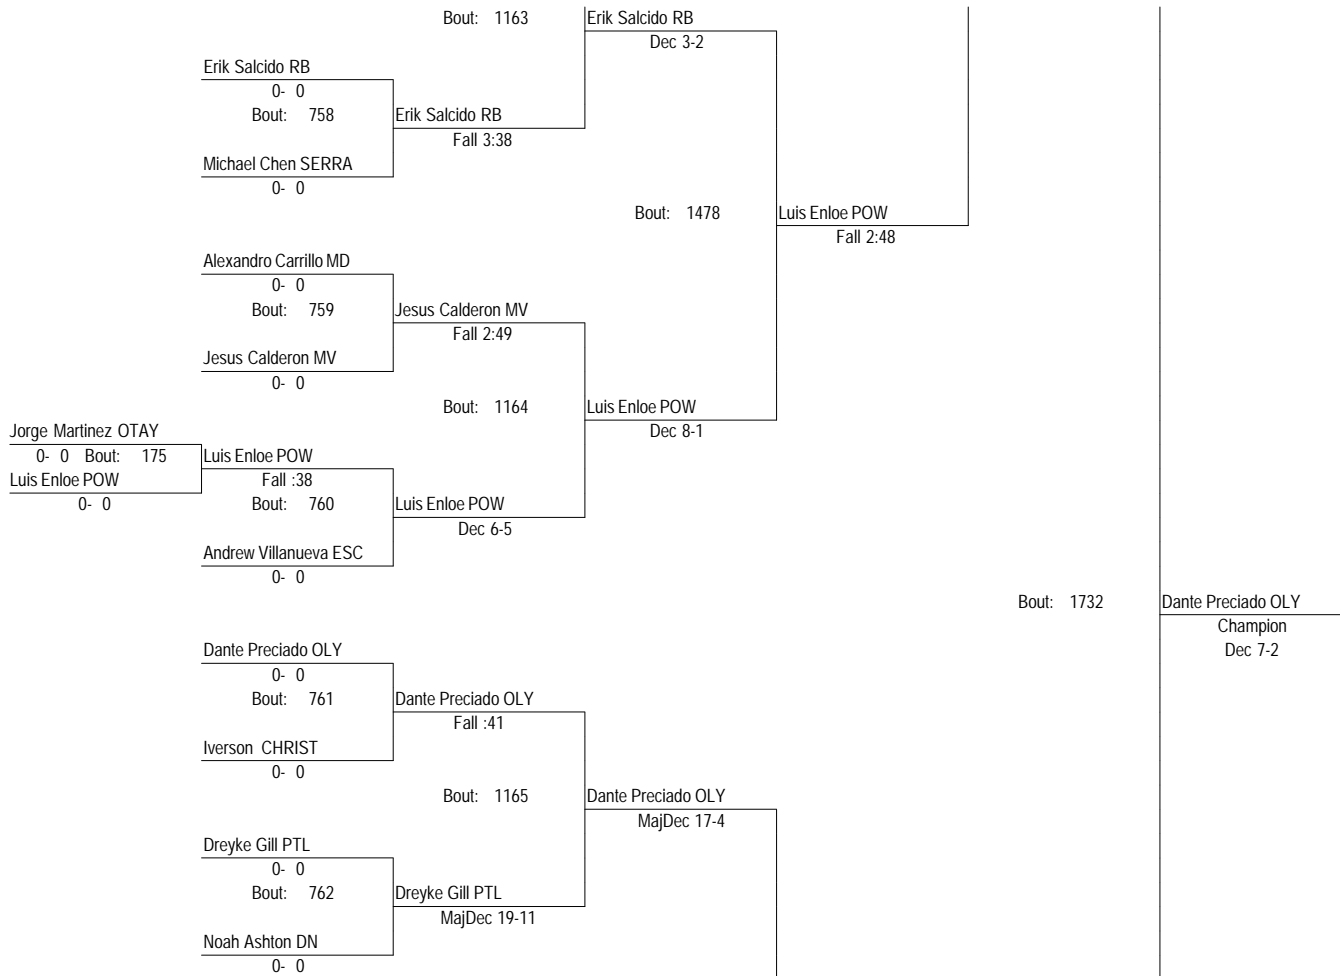 Bout: 1163 Erik Salcido RB
Dec 3-2
Erik Salcido RB
0- 0
Bout: 758 Erik Salcido RB
Fall 3:38
Michael Chen SERRA
0- 0
Bout: 1478 Luis Enloe POW
Fall 2:48
Alexandro Carrillo MD
0- 0
Bout: 759 Jesus Calderon MV
Fall 2:49
Jesus Calderon MV
0- 0
Bout: 1164 Luis Enloe POW
Dec 8-1
Jorge Martinez OTAY
0- 0 Bout: 175 Luis Enloe POW
Luis Enloe POW Fall :38
0- 0 Bout: 760 Luis Enloe POW
Dec 6-5
Andrew Villanueva ESC
0- 0
Bout: 1732 Dante Preciado OLY
Champion
Dec 7-2
Dante Preciado OLY
0- 0
Bout: 761 Dante Preciado OLY
Fall :41
Iverson CHRIST
0- 0
Bout: 1165 Dante Preciado OLY
MajDec 17-4
Dreyke Gill PTL
0- 0
Bout: 762 Dreyke Gill PTL
MajDec 19-11
Noah Ashton DN
0- 0